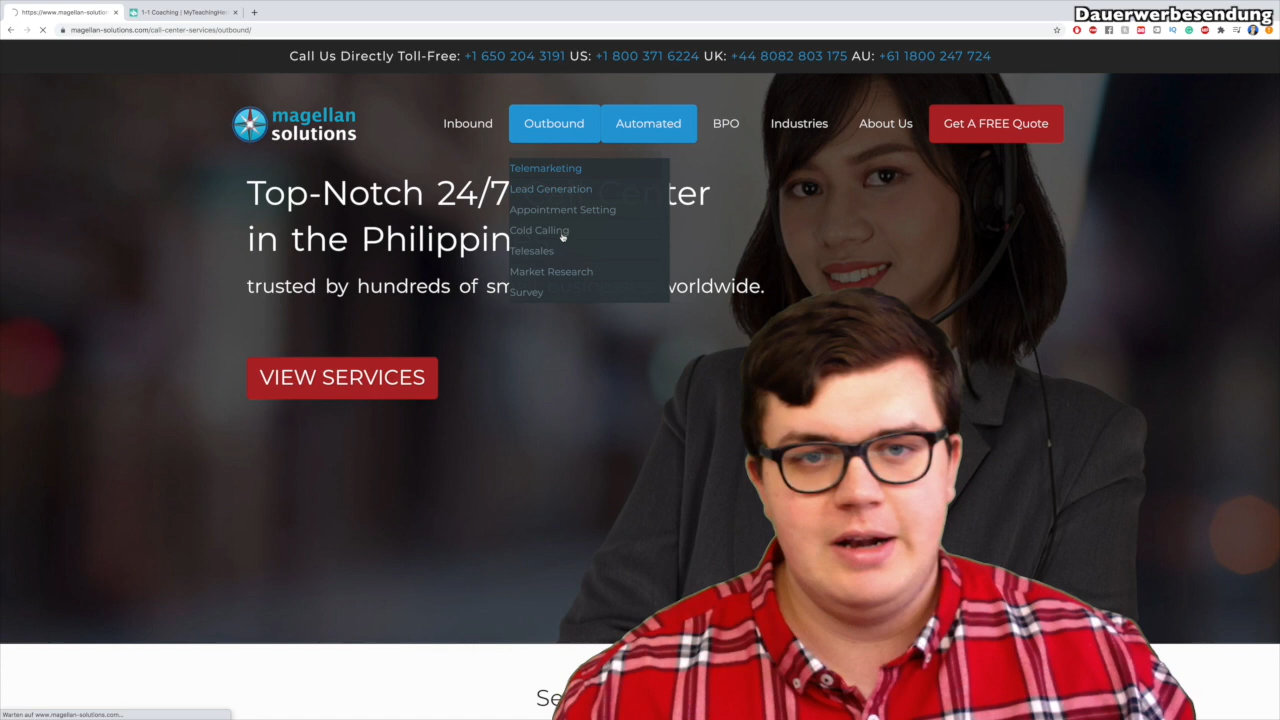 Dauerwerbesendung
https://www.magellan-solution
1-1 Coaching | MyTeachingHer
magellan-solutions.com/call-center-services/outbound/
Call Us Directly Toll-Free: +1 650 204 3191 US: +1 800 371 6224 UK: +44 8082 803 175 AU: +61 1800 247 724
magellan
solutions
Inbound
Outbound
Automated
BPO
Industries
About Us
Get A FREE Quote
Telemarketing
Lead Generation
Appointment Setting
Cold Calling
Telesales
Market Research
Survey
Top-Notch 24/7
in the Philippin
trusted by hundreds of worldwide.
VIEW SERVICES
Se
Warten auf www.magellan-solutions.com...